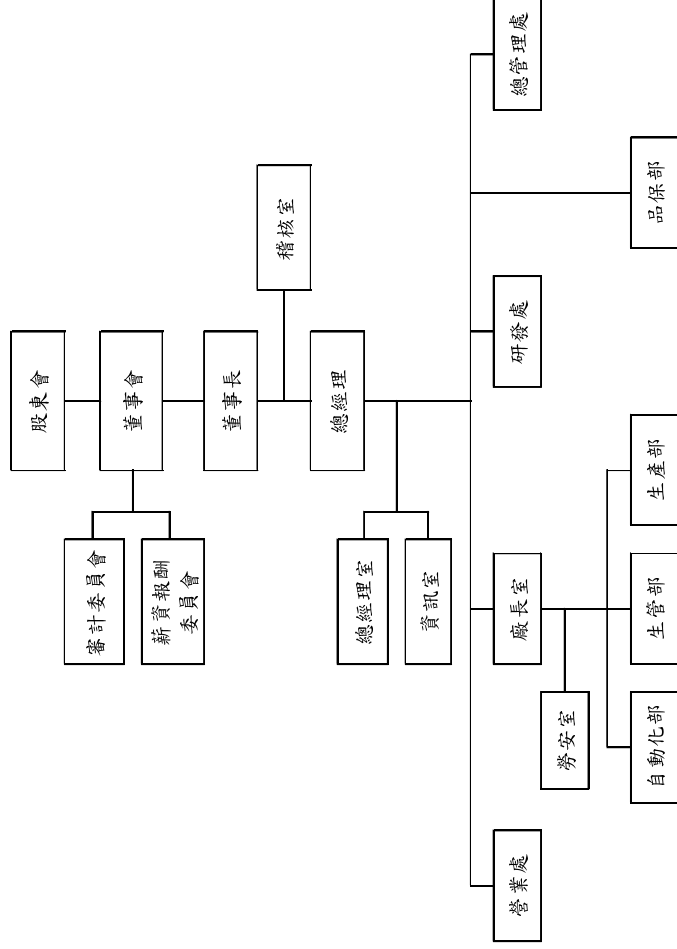 股東會
董事會
審計委員會
薪資報酬
委員會
董事長
稽核室
總經理
總經理室
資訊室
營業處
廠長室
研發處
總管理處
勞安室
自動化部
生管部
生產部
品保部